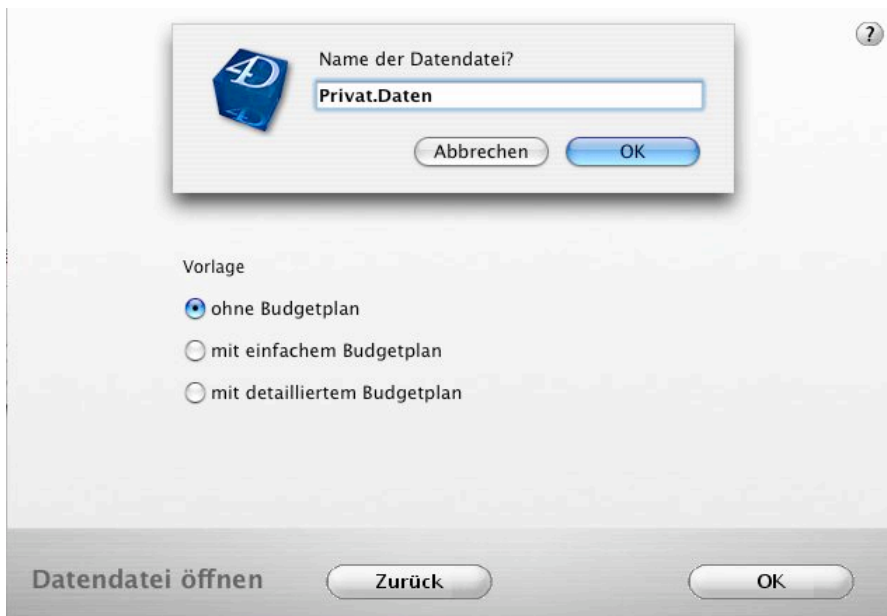 4D
Name der Datendatei?
?
Privat.Daten
Abbrechen
OK
Vorlage
ohne Budgetplan
mit einfachem Budgetplan
mit detailliertem Budgetplan
Datendatei öffnen
Zurück
OK